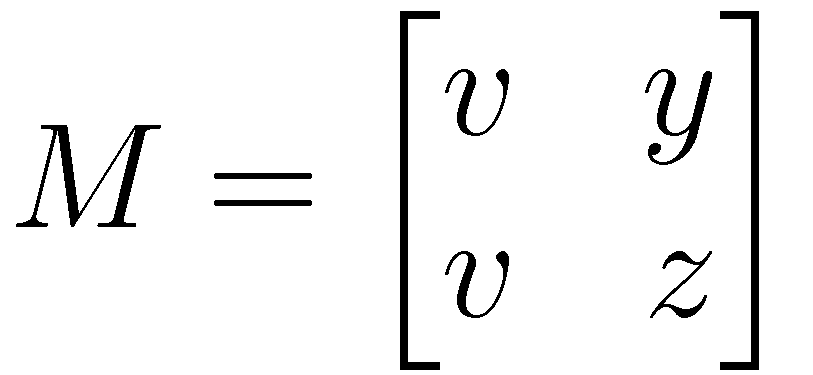 M = [ v y
v z ]